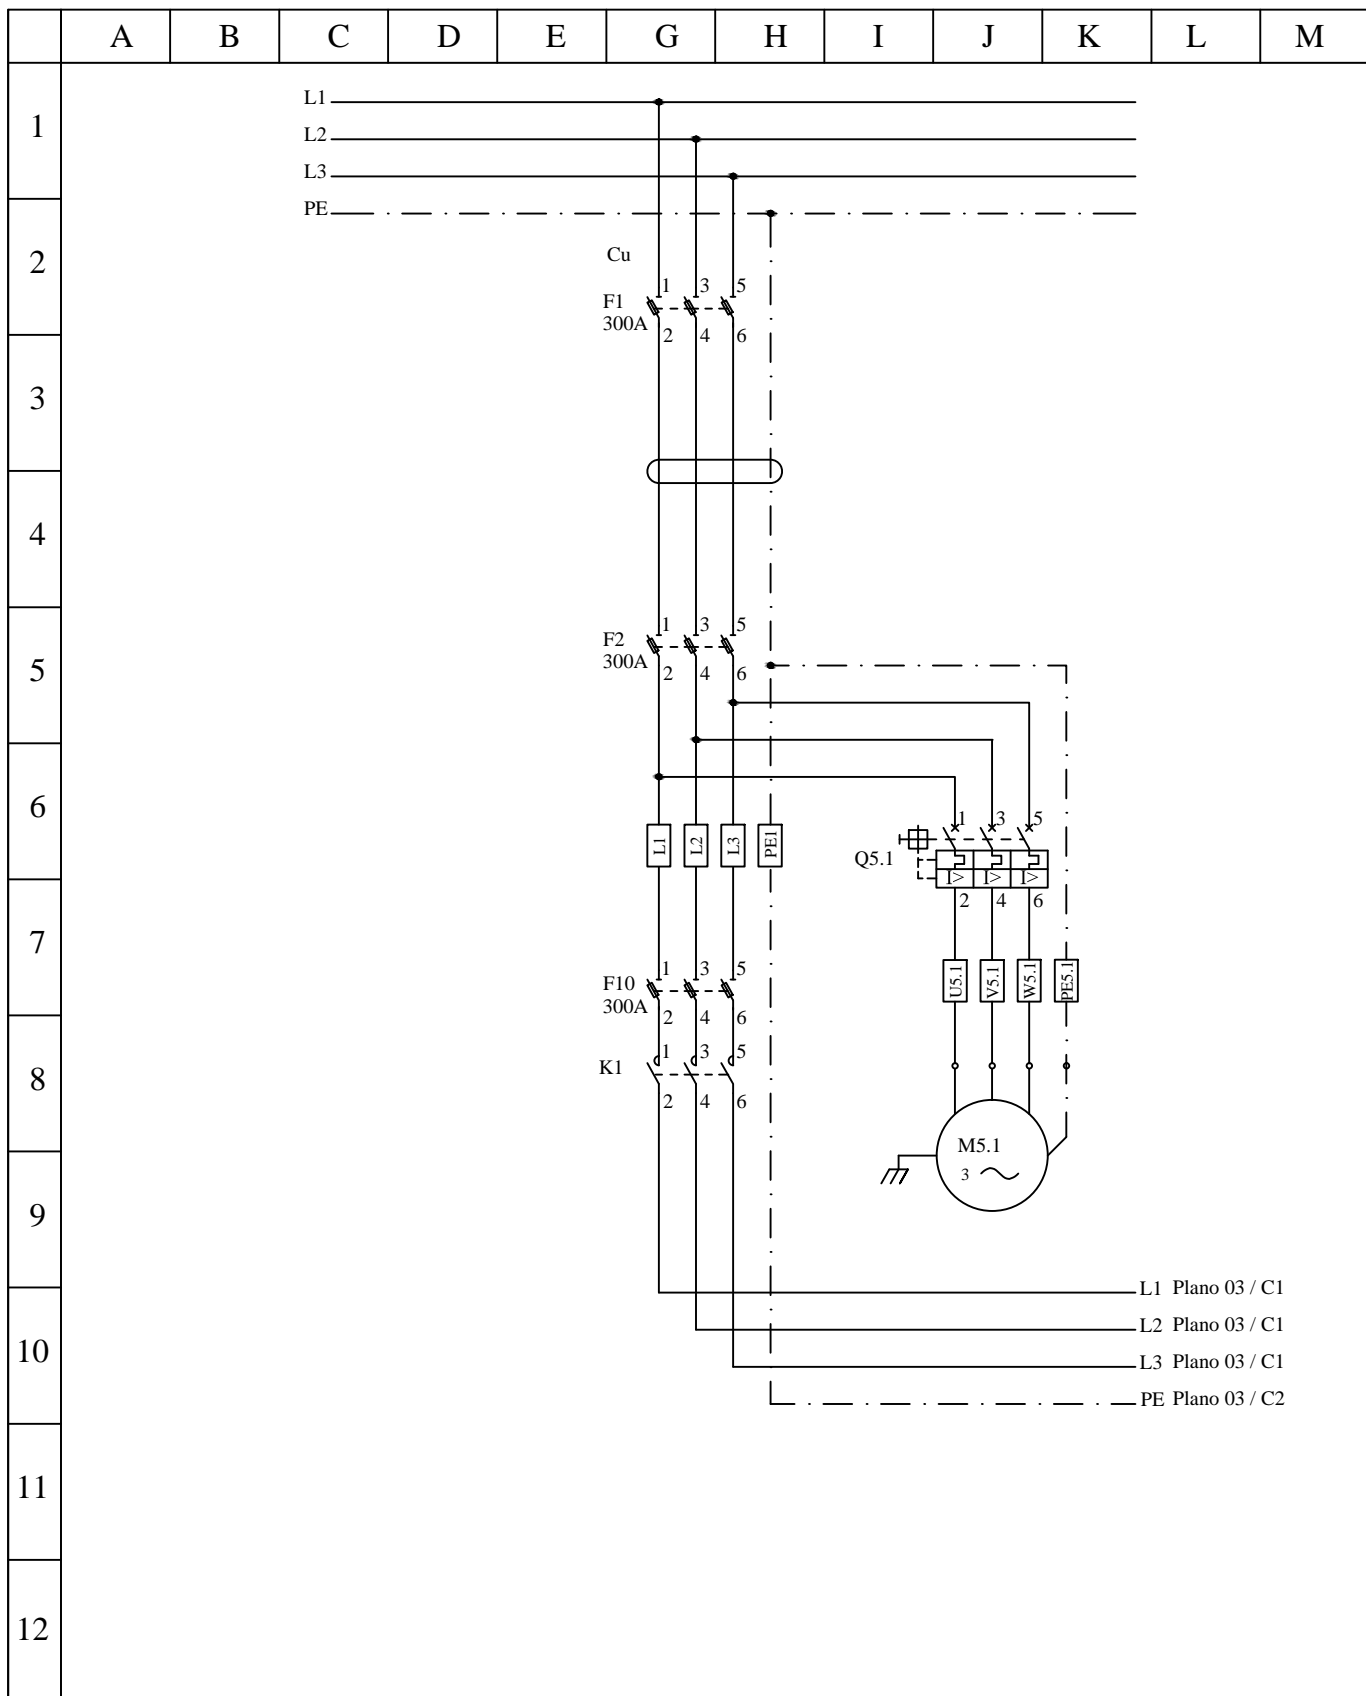 A B C D E G H I J K L M
1
L1
L2
L3
PE
2
Cu
1 3 5
F1
300A
2 4 6
3
4
1 3 5
F2
300A
2 4 6
5
6
1 3 5
L1 L2 L3 PE1
Q5.1
I> I> I>
2 4 6
7
1 3 5
F10
300A
2 4 6
U5.1 V5.1 W5.1 PE5.1
1 3 5
K1
8
2 4 6
M5.1
3
9
L1 Plano 03 / C1
L2 Plano 03 / C1
10
L3 Plano 03 / C1
PE Plano 03 / C2
11
12